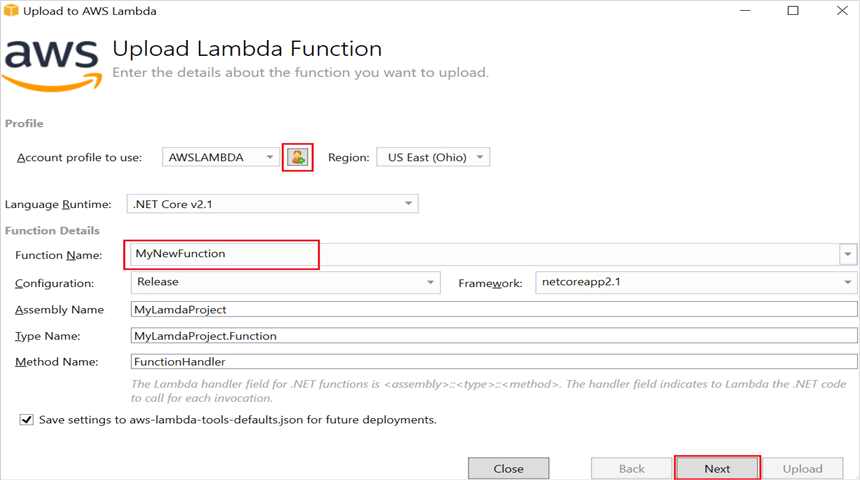 Upload to AWS Lambda
aws
Upload Lambda Function
Enter the details about the function you want to upload.
Profile
Account profile to use: AWSLAMBDA Region: US East (Ohio)
Language Runtime: .NET Core v2.1
Function Details
Function Name: MyNewFunction
Configuration: Release Framework: netcoreapp2.1
Assembly Name MyLamdaProject
Type Name: MyLamdaProject.Function
Method Name: FunctionHandler
The Lambda handler field for .NET functions is <assembly>::<type>::<method>. The handler field indicates to Lambda the .NET code
to call for each invocation.
Save settings to aws-lambda-tools-defaults.json for future deployments.
Close Back Next Upload